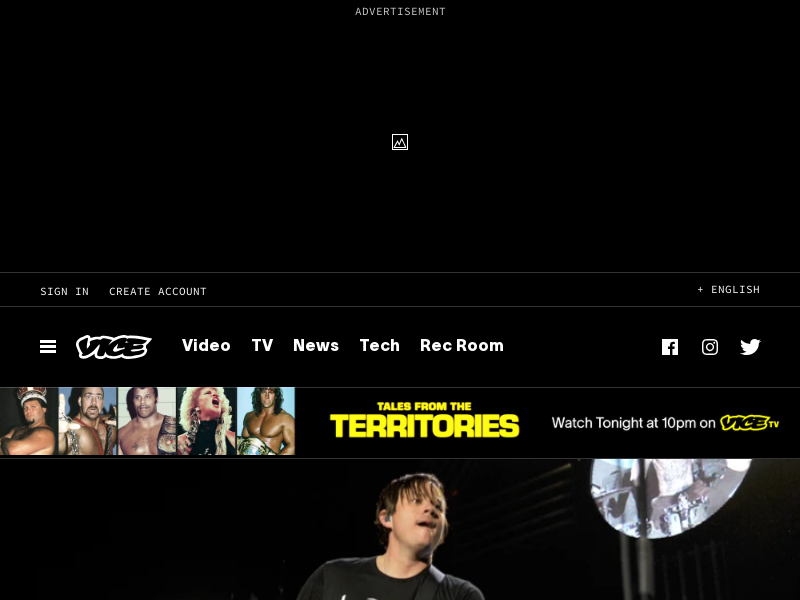 ADVERTISEMENT
SIGN IN
CREATE ACCOUNT
+ ENGLISH
VICE
Video
TV
News
Tech
Rec Room
TALES FROM THE
TERRITORIES
Watch Tonight at 10pm on VICE TV